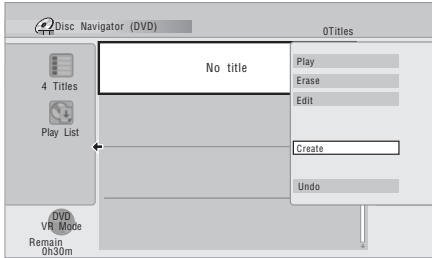 Disc Navigator (DVD)
0Titles
4 Titles
Play List
No title
Play
Erase
Edit
Create
Undo
DVD
VR Mode
Remain
0h30m